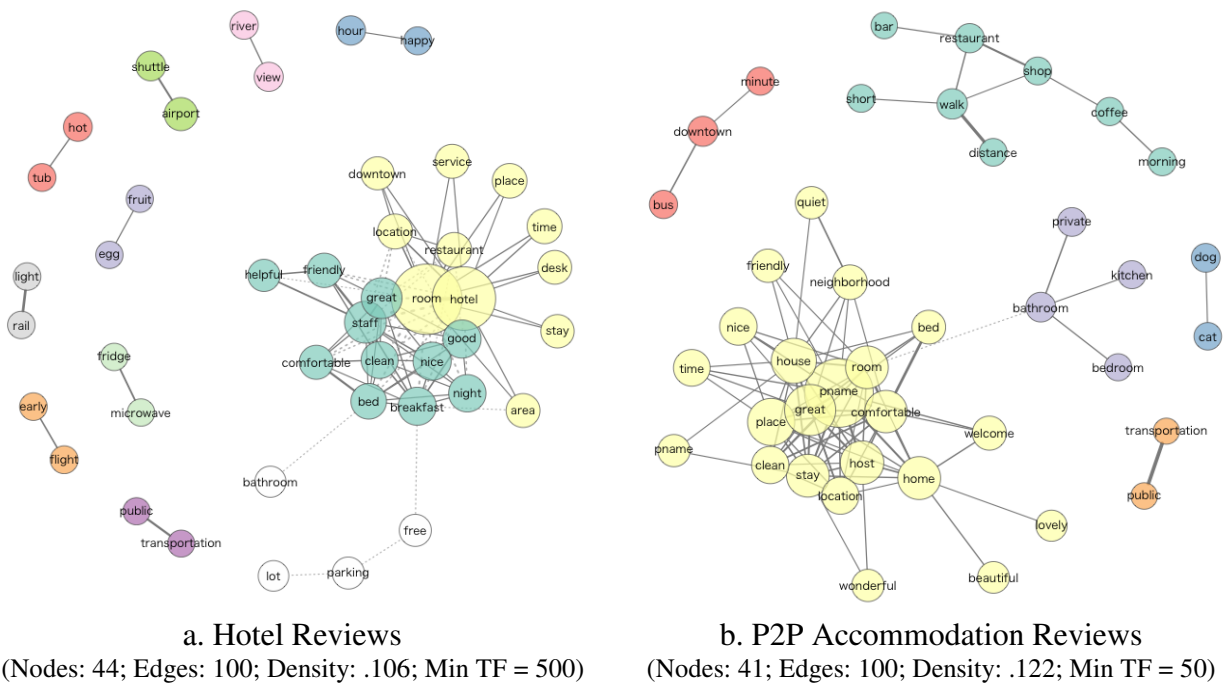 river
hour
happy
view
shuttle
airport
hot
tub
fruit
egg
light
rail
fridge
microwave
early
flight
public
transportation
downtown
service
place
location
time
restaurant
desk
helpful
friendly
great
room
hotel
staff
stay
good
comfortable
clean
nice
bed
breakfast
night
area
bathroom
free
lot
parking
a. Hotel Reviews
(Nodes: 44; Edges: 100; Density: .106; Min TF = 500)
bar
restaurant
shop
minute
short
walk
coffee
downtown
distance
morning
bus
quiet
private
friendly
neighborhood
kitchen
dog
bathroom
nice
bed
cat
house
room
time
bedroom
pname
great
comfortable
place
welcome
transportation
pname
clean
host
stay
home
location
public
lovely
wonderful
beautiful
b. P2P Accommodation Reviews
(Nodes: 41; Edges: 100; Density: .122; Min TF = 50)